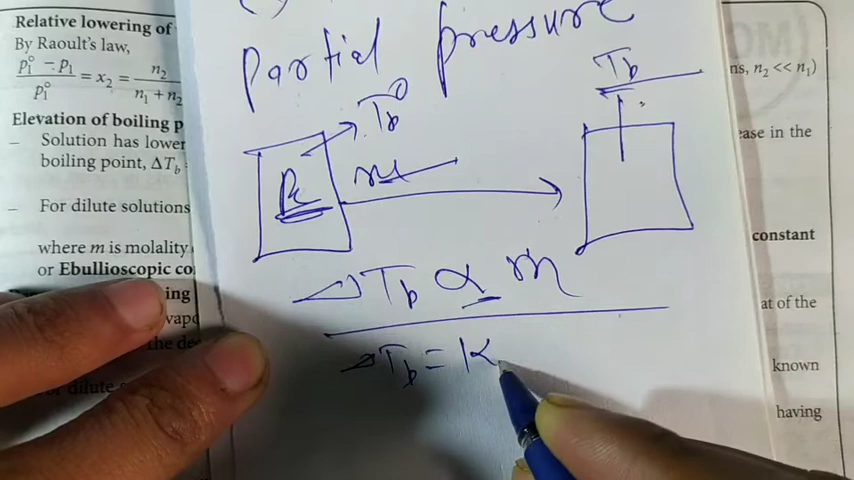 Relative lowering of
By Raoult's law,
p₁° − p₁ / p₁° = x₂ = n₂ / n₁ + n₂
ns, n₂ << n₁)
Elevation of boiling p
– Solution has lower
boiling point, ΔT_b
ease in the
– For dilute solutions
where m is molality
or Ebullioscopic co
constant
ing
vapo
the de
at of the
known
having
Partial pressure
T_b°
T_b
m
ΔT_b ∝ m
ΔT_b = K